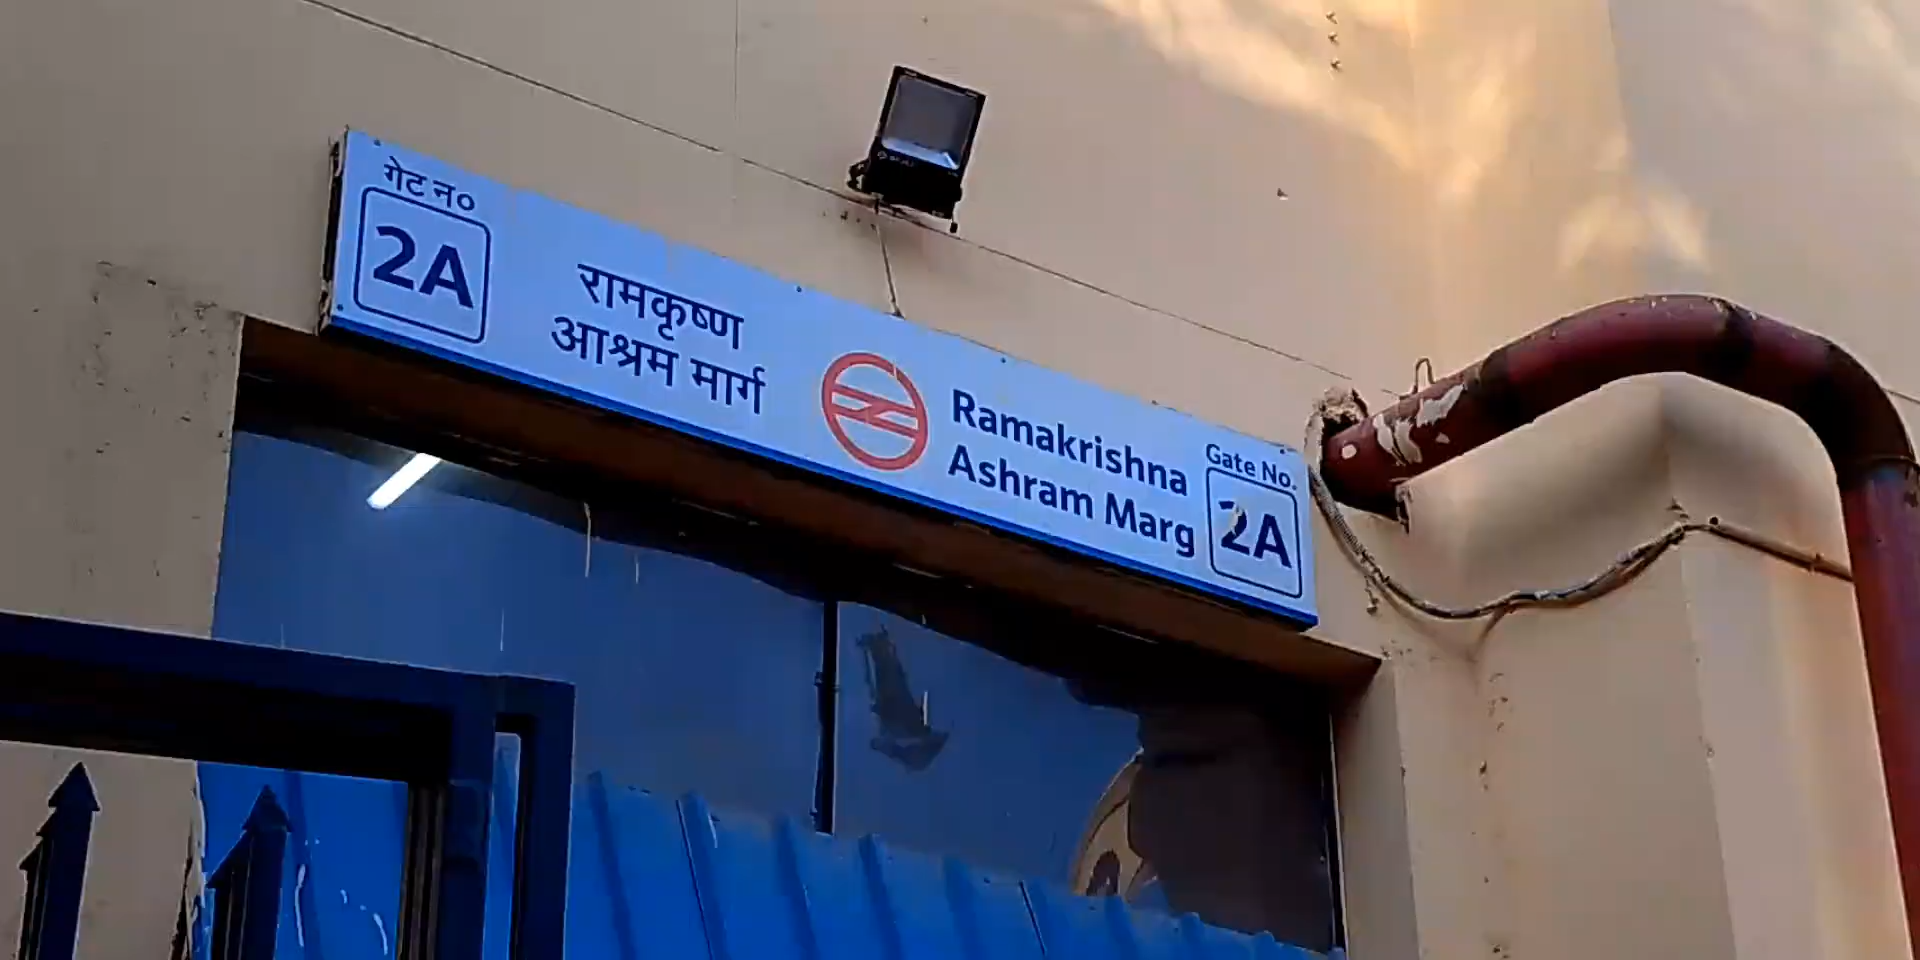 गेट न०
2A
रामकृष्ण
आश्रम मार्ग
Ramakrishna
Ashram Marg
Gate No.
2A